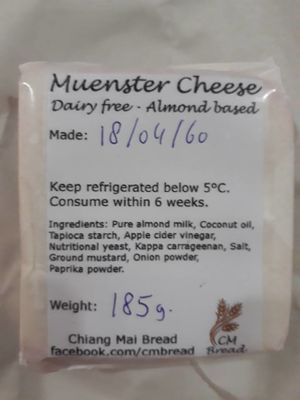 Muenster Cheese
Dairy free - Almond based
Made: 18/04/60
Keep refrigerated below 5°C.
Consume within 6 weeks.
Ingredients: Pure almond milk, Coconut oil,
Tapioca starch, Apple cider vinegar,
Nutritional yeast, Kappa carrageenan, Salt,
Ground mustard, Onion powder,
Paprika powder.
Weight: 185g.
Chiang Mai Bread
facebook.com/cmbread
CM
Bread